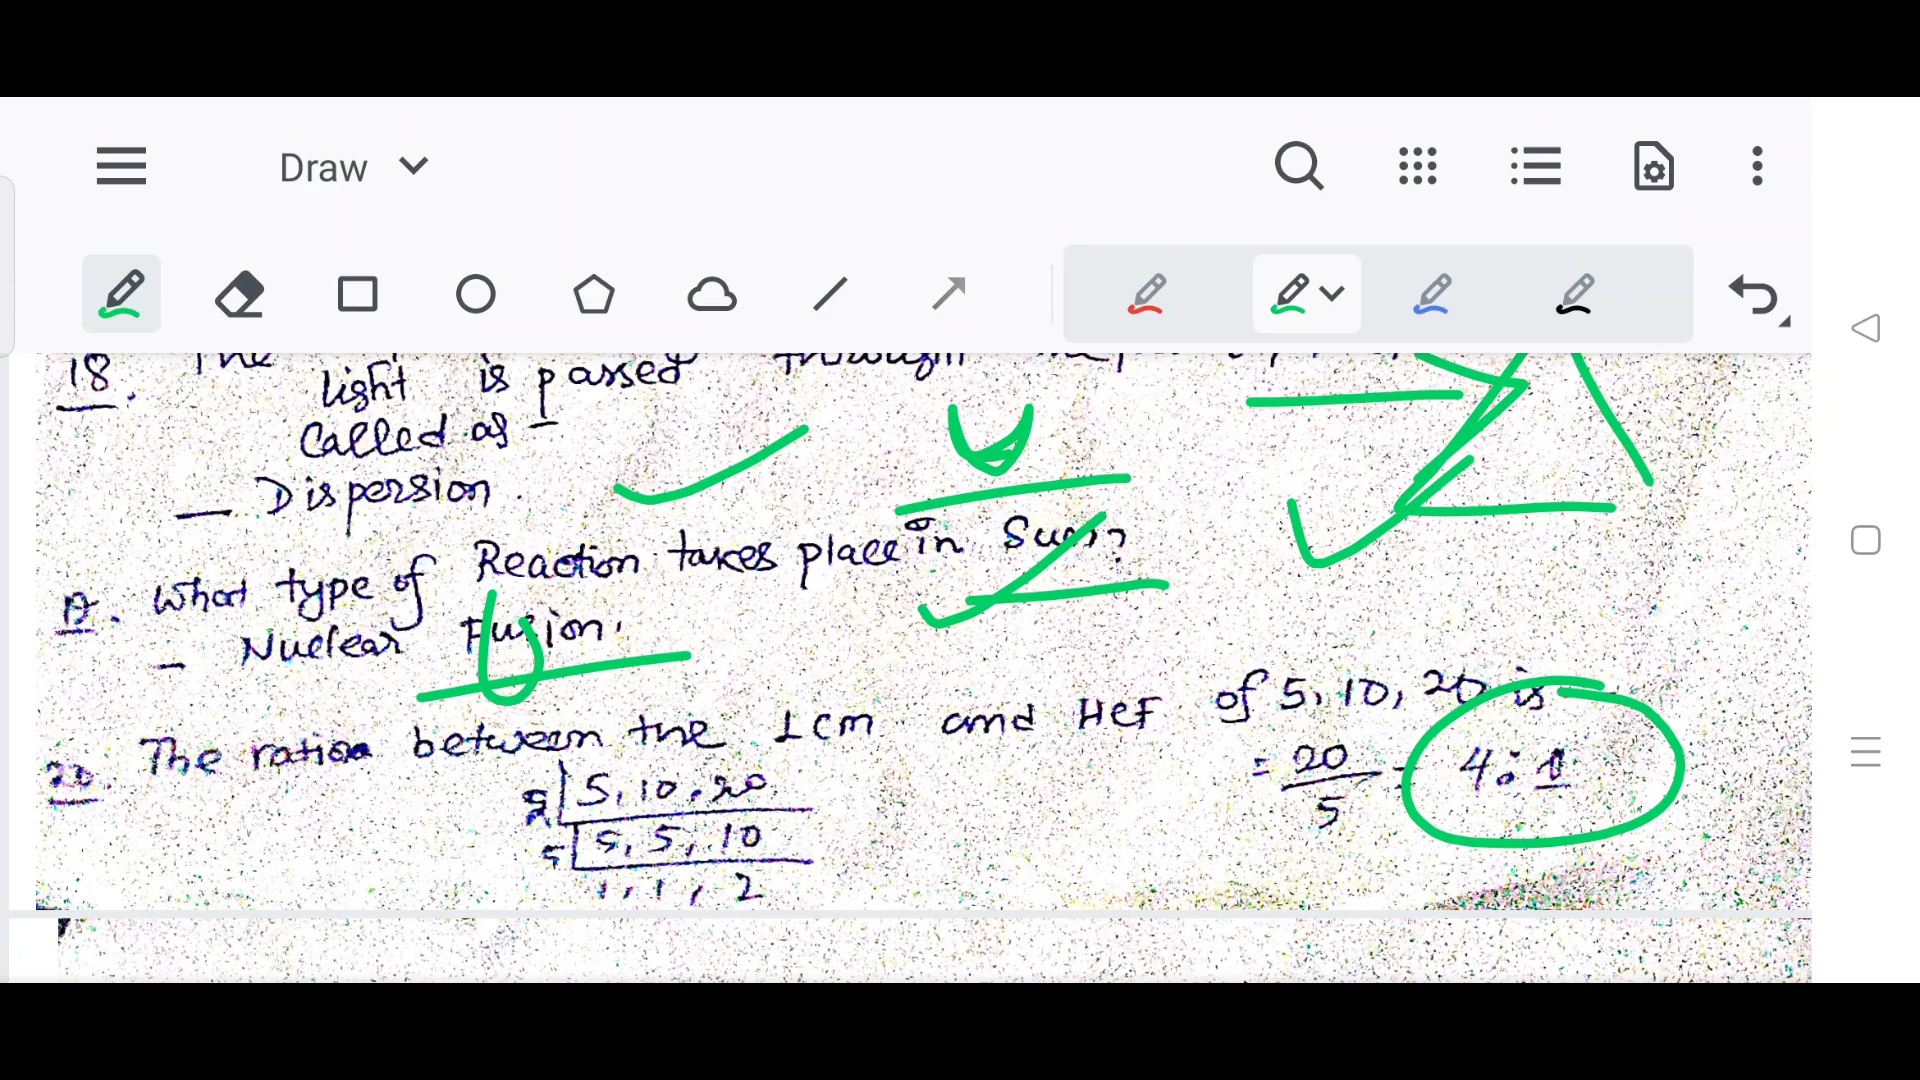 Draw
18. The
light is passed through
Called as -
— Dispersion.
What type of Reaction takes place in Sun?
- Nuclear Fusion.
20. The ratio between the LCM and HCF of 5, 10, 20 is
5, 10, 20 = 20/5 = 4:1
5 5, 5, 10
1, 1, 2